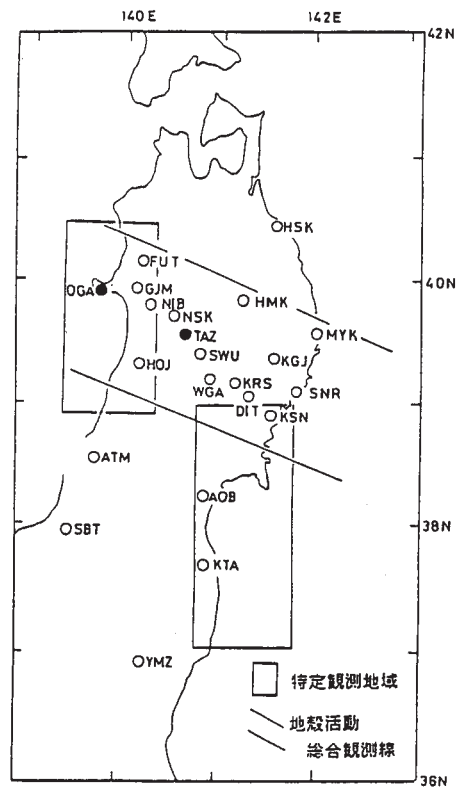 140E 142E
42N
HSK
FUT
40N
OGA GJM
HMK
NIB
NSK
TAZ MYK
SWU
HOJ KGJ
WGA KRS
SNR
DIT
KSN
ATM
AOB
SBT 38N
KTA
YMZ
特定観測地域
地殻活動
総合観測線
36N